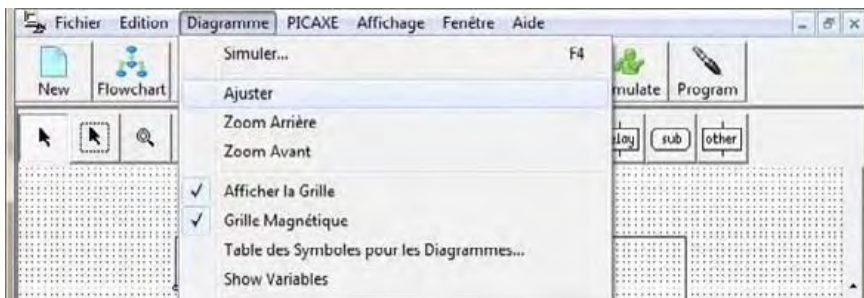 Fichier Edition Diagramme PICAXE Affichage Fenêtre Aide
New Flowchart Simuler... F4 mulate Program
Ajuster
Zoom Arrière
sub other
Zoom Avant
Afficher la Grille
Grille Magnétique
Table des Symboles pour les Diagrammes...
Show Variables